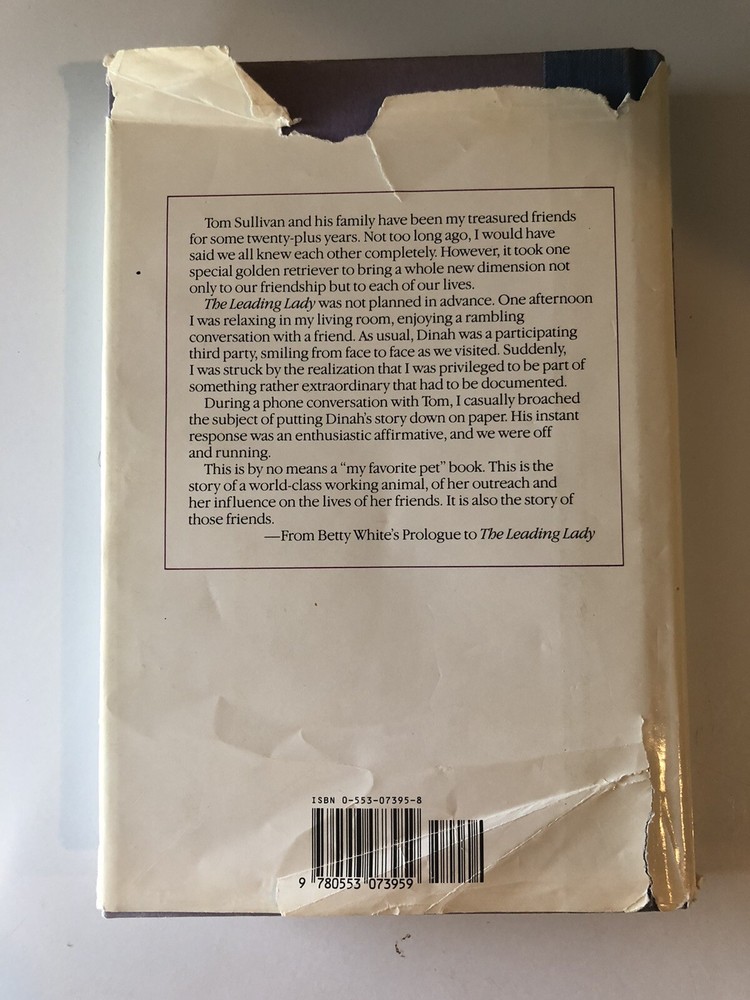 Tom Sullivan and his family have been my treasured friends
for some twenty-plus years. Not too long ago, I would have
said we all knew each other completely. However, it took one
special golden retriever to bring a whole new dimension not
only to our friendship but to each of our lives.
The Leading Lady was not planned in advance. One afternoon
I was relaxing in my living room, enjoying a rambling
conversation with a friend. As usual, Dinah was a participating
third party, smiling from face to face as we visited. Suddenly,
I was struck by the realization that I was privileged to be part of
something rather extraordinary that had to be documented.
During a phone conversation with Tom, I casually broached
the subject of putting Dinah's story down on paper. His instant
response was an enthusiastic affirmative, and we were off
and running.
This is by no means a "my favorite pet" book. This is the
story of a world-class working animal, of her outreach and
her influence on the lives of her friends. It is also the story of
those friends.
—From Betty White's Prologue to The Leading Lady
ISBN 0-553-07395-8
9 780553 073959